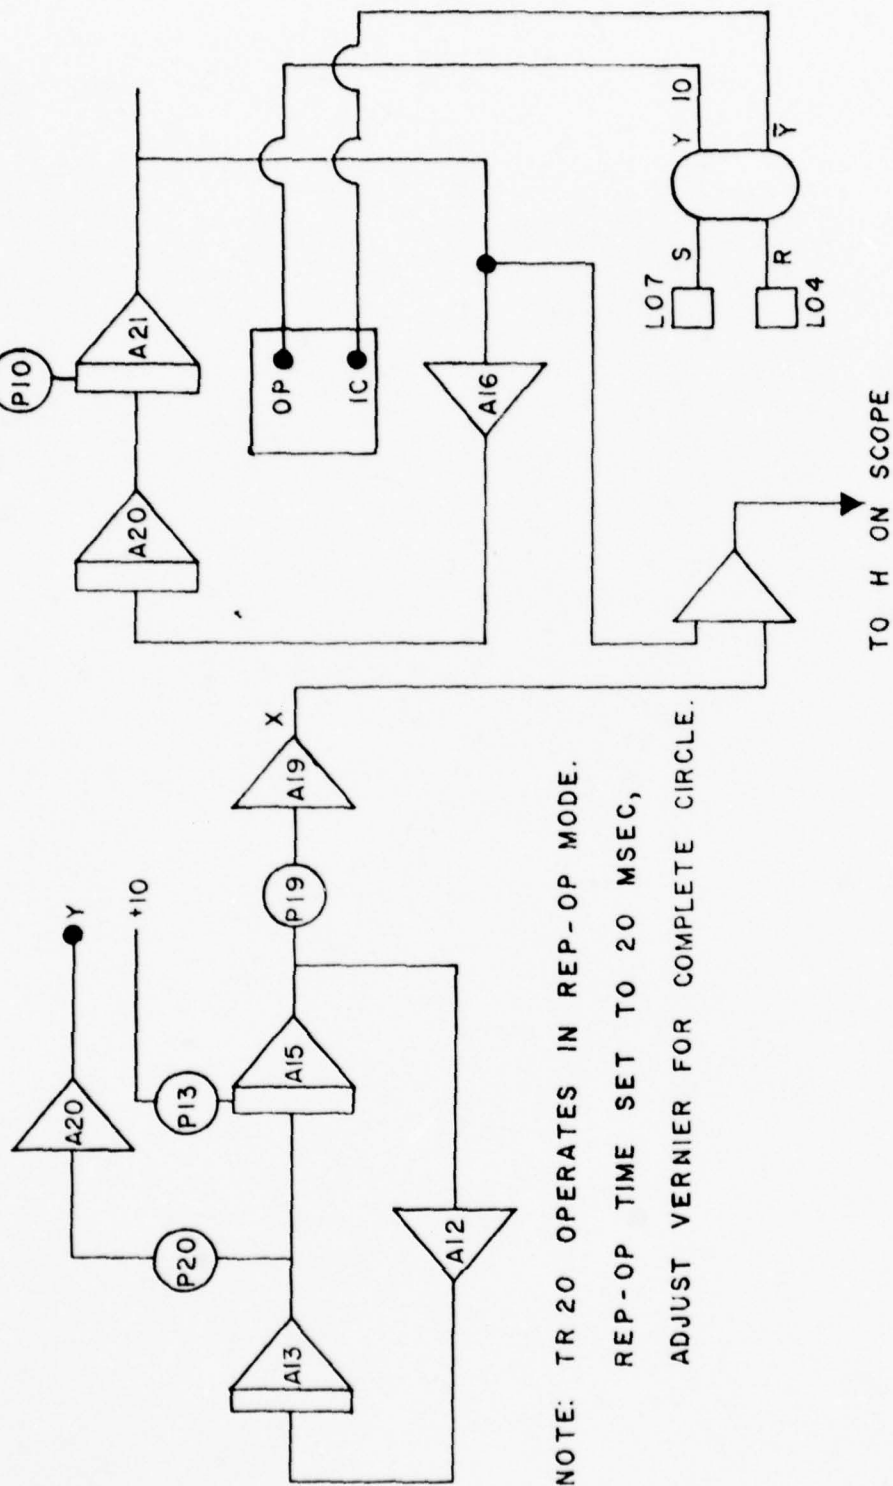 A20
Y
+10
P20
P13
A13
A15
P19
A19
X
A12
NOTE: TR 20 OPERATES IN REP-OP MODE.
REP-OP TIME SET TO 20 MSEC,
ADJUST VERNIER FOR COMPLETE CIRCLE.
P10
A20
A21
OP
IC
A16
L07
S
Y 10
L04
R
Y̅
TO H ON SCOPE